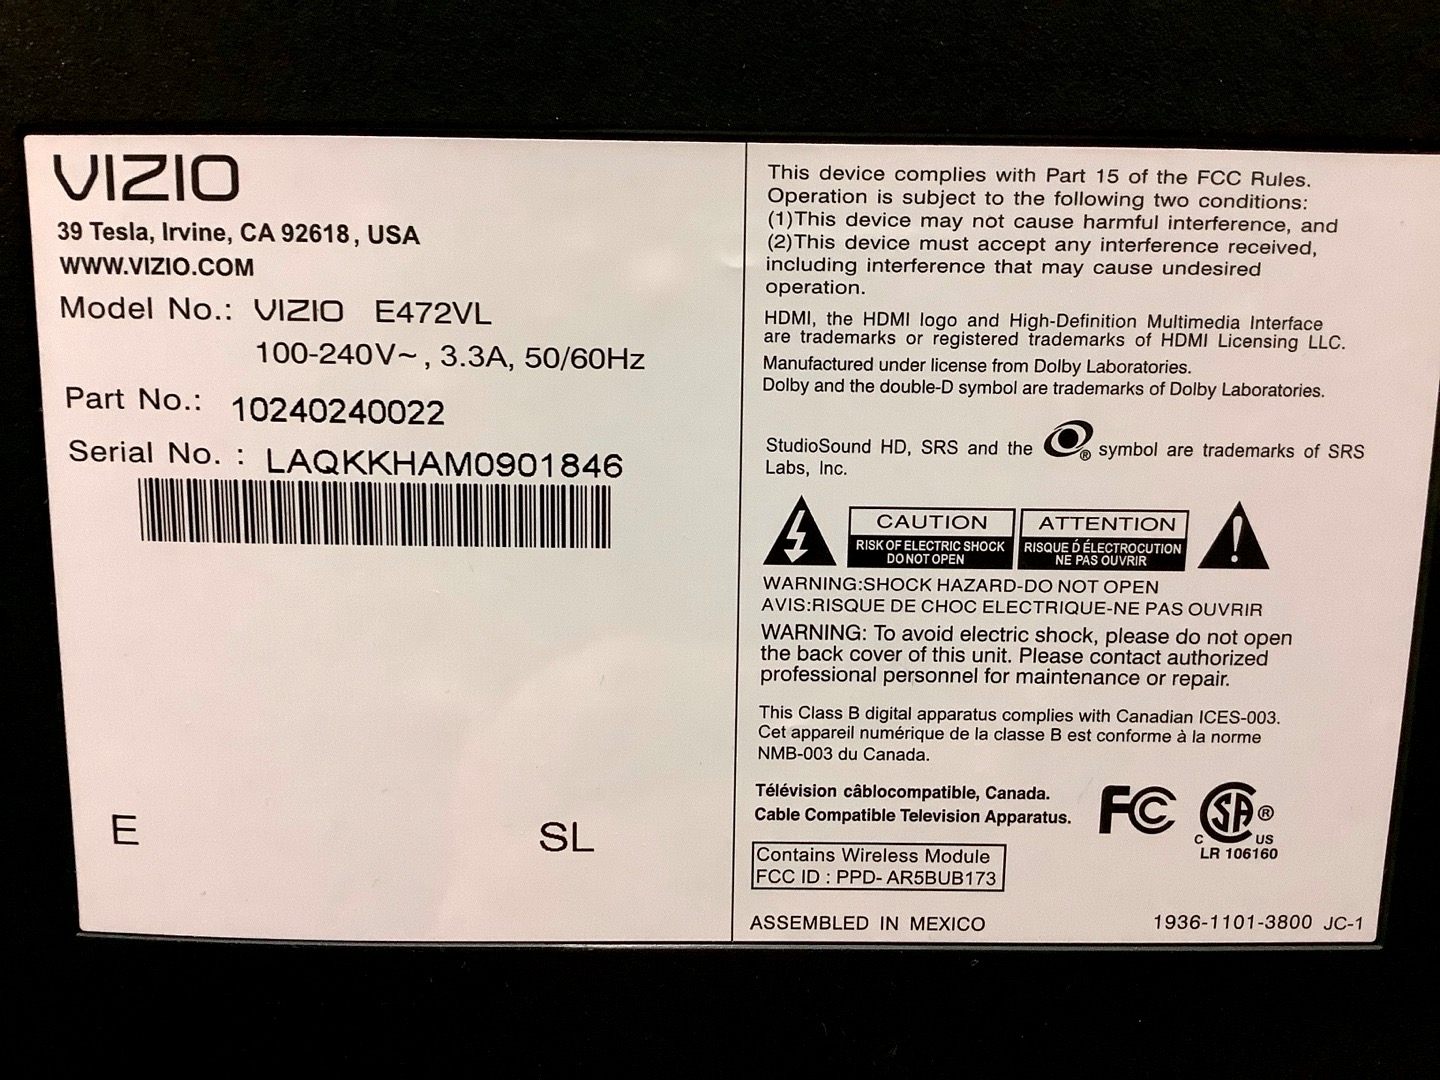 VIZIO
39 Tesla, Irvine, CA 92618, USA
WWW.VIZIO.COM
Model No.: VIZIO E472VL
100-240V~, 3.3A, 50/60Hz
Part No.: 10240240022
Serial No. : LAQKKHAM0901846
E
SL
This device complies with Part 15 of the FCC Rules.
Operation is subject to the following two conditions:
(1)This device may not cause harmful interference, and
(2)This device must accept any interference received,
including interference that may cause undesired
operation.
HDMI, the HDMI logo and High-Definition Multimedia Interface
are trademarks or registered trademarks of HDMI Licensing LLC.
Manufactured under license from Dolby Laboratories.
Dolby and the double-D symbol are trademarks of Dolby Laboratories.
StudioSound HD, SRS and the ® symbol are trademarks of SRS
Labs, Inc.
CAUTION
RISK OF ELECTRIC SHOCK
DO NOT OPEN
ATTENTION
RISQUE D́ ÉLECTROCUTION
NE PAS OUVRIR
WARNING:SHOCK HAZARD-DO NOT OPEN
AVIS:RISQUE DE CHOC ELECTRIQUE-NE PAS OUVRIR
WARNING: To avoid electric shock, please do not open
the back cover of this unit. Please contact authorized
professional personnel for maintenance or repair.
This Class B digital apparatus complies with Canadian ICES-003.
Cet appareil numérique de la classe B est conforme à la norme
NMB-003 du Canada.
Télévision câblocompatible, Canada.
Cable Compatible Television Apparatus.
FC
SA ®
C US
LR 106160
Contains Wireless Module
FCC ID : PPD- AR5BUB173
ASSEMBLED IN MEXICO
1936-1101-3800 JC-1